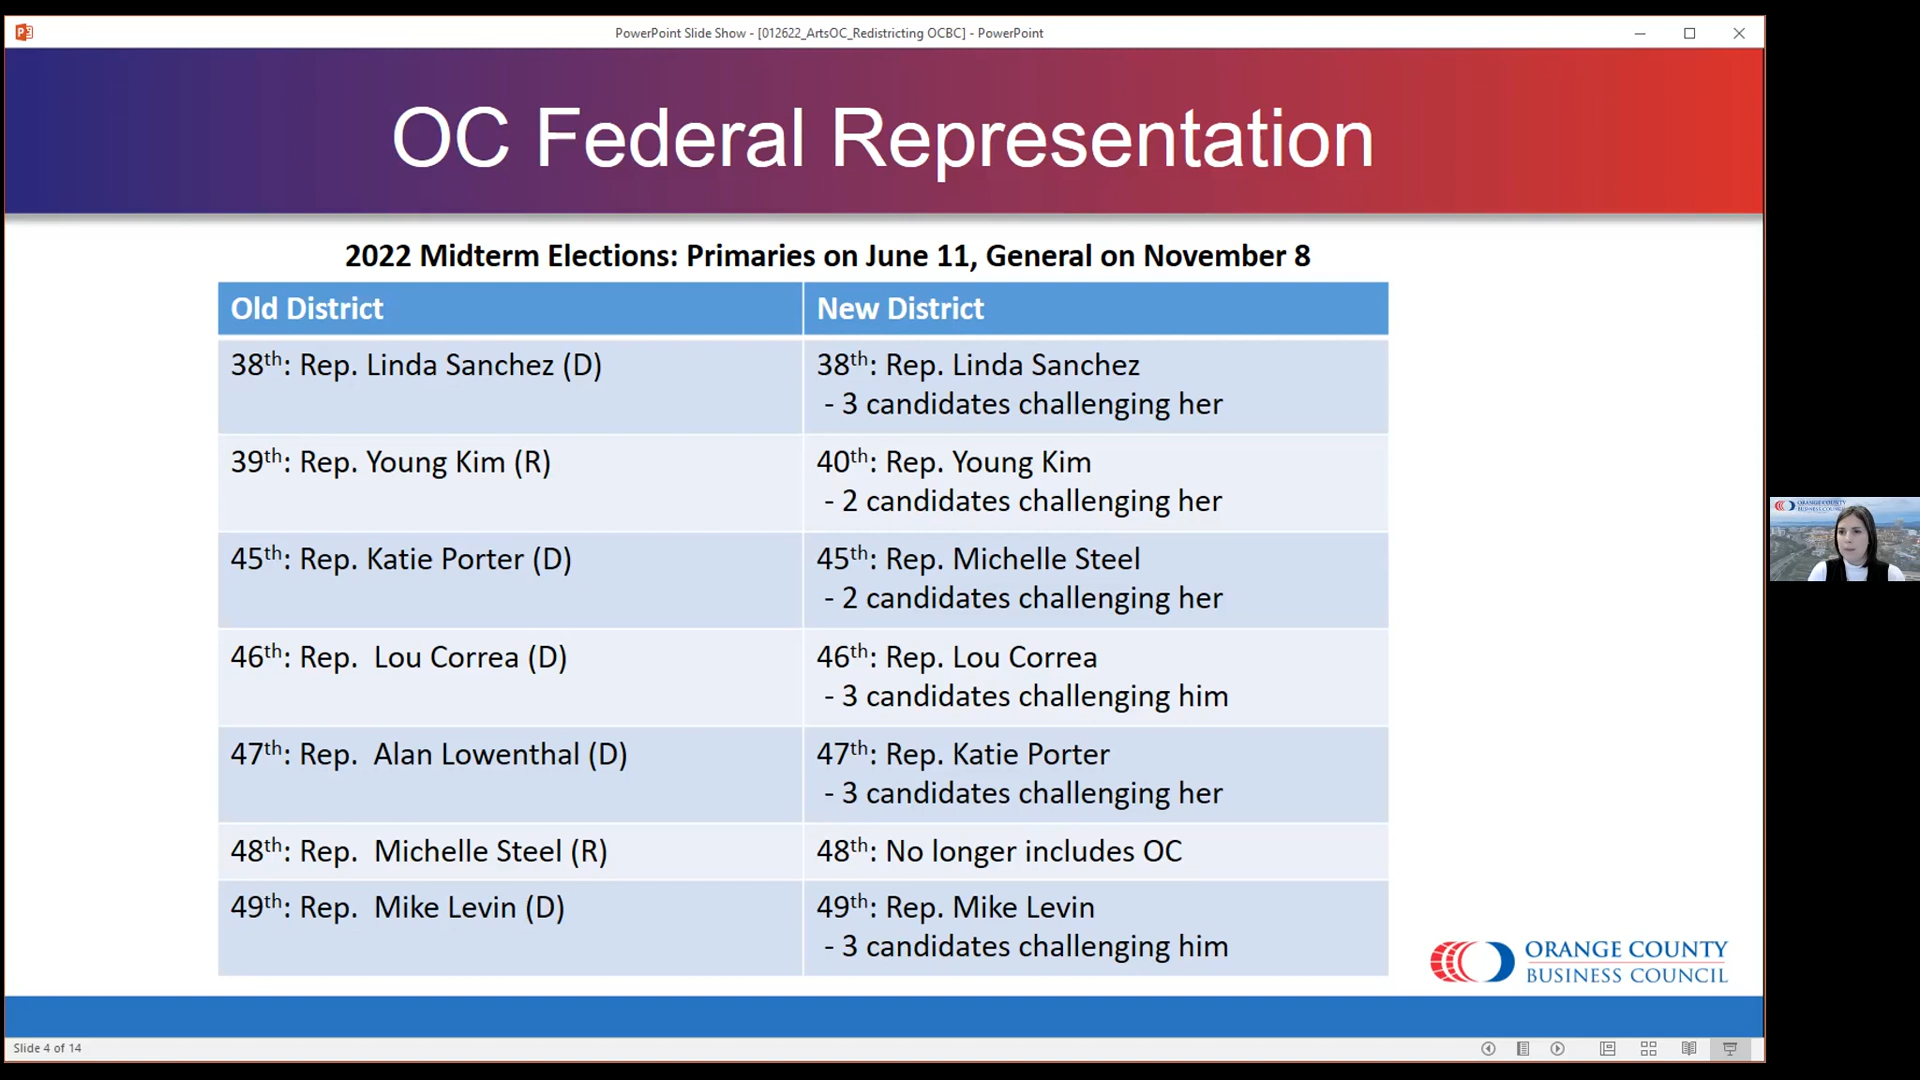 PowerPoint Slide Show - [012622_ArtsOC_Redistricting OCBC] - PowerPoint
OC Federal Representation
2022 Midterm Elections: Primaries on June 11, General on November 8
Old District
New District
38th: Rep. Linda Sanchez (D)
38th: Rep. Linda Sanchez
- 3 candidates challenging her
39th: Rep. Young Kim (R)
40th: Rep. Young Kim
- 2 candidates challenging her
45th: Rep. Katie Porter (D)
45th: Rep. Michelle Steel
- 2 candidates challenging her
46th: Rep.  Lou Correa (D)
46th: Rep. Lou Correa
- 3 candidates challenging him
47th: Rep.  Alan Lowenthal (D)
47th: Rep. Katie Porter
- 3 candidates challenging her
48th: Rep.  Michelle Steel (R)
48th: No longer includes OC
49th: Rep.  Mike Levin (D)
49th: Rep. Mike Levin
- 3 candidates challenging him
ORANGE COUNTY
BUSINESS COUNCIL
ORANGE COUNTY
BUSINESS COUNCIL
Slide 4 of 14